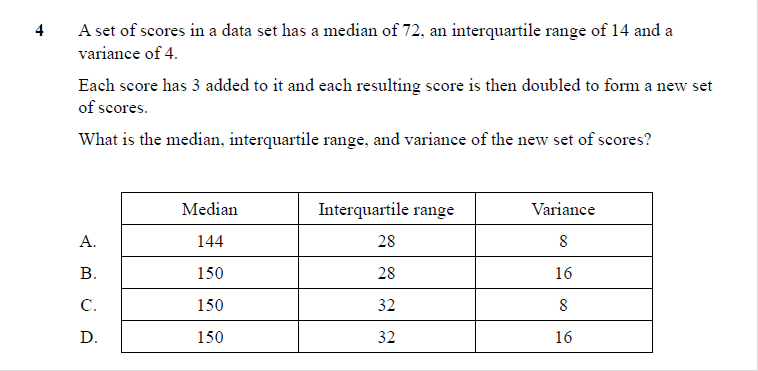 4 A set of scores in a data set has a median of 72, an interquartile range of 14 and a
variance of 4.
Each score has 3 added to it and each resulting score is then doubled to form a new set
of scores.
What is the median, interquartile range, and variance of the new set of scores?
Median Interquartile range Variance
A. 144 28 8
B. 150 28 16
C. 150 32 8
D. 150 32 16